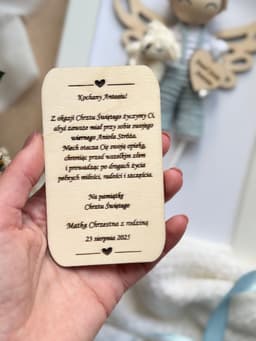 Kochany Antosiu!
Z okazji Chrztu Świętego życzymy Ci,
abyś zawsze miał przy sobie swojego
wiernego Anioła Stróża.
Niech otacza Cię swoją opieką,
chroniąc przed wszelkim złem
i prowadząc po drogach życia
pełnych miłości, radości i szczęścia.
Na pamiątkę
Chrztu Świętego
Matka Chrzestna z rodziną
23 sierpnia 2025